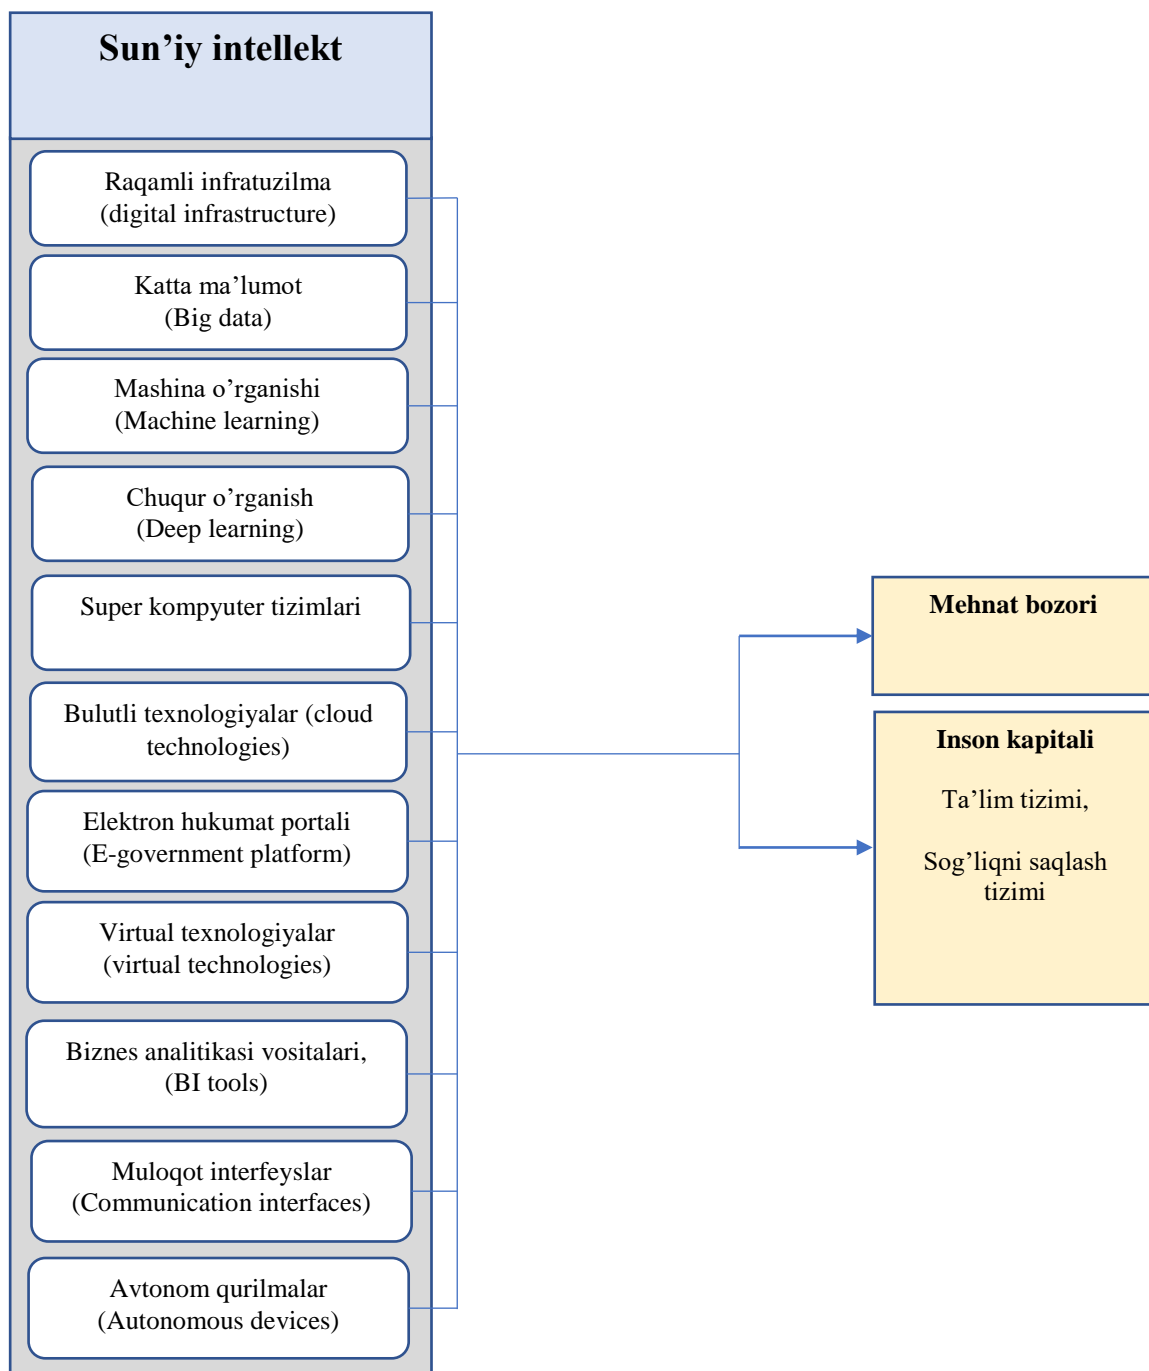 Sun’iy intellekt
Raqamli infratuzilma
(digital infrastructure)
Katta ma’lumot
(Big data)
Mashina o’rganishi
(Machine learning)
Chuqur o’rganish
(Deep learning)
Super kompyuter tizimlari
Bulutli texnologiyalar (cloud
technologies)
Elektron hukumat portali
(E-government platform)
Virtual texnologiyalar
(virtual technologies)
Biznes analitikasi vositalari,
(BI tools)
Muloqot interfeyslar
(Communication interfaces)
Avtonom qurilmalar
(Autonomous devices)
Mehnat bozori
Inson kapitali
Ta’lim tizimi,
Sog’liqni saqlash
tizimi